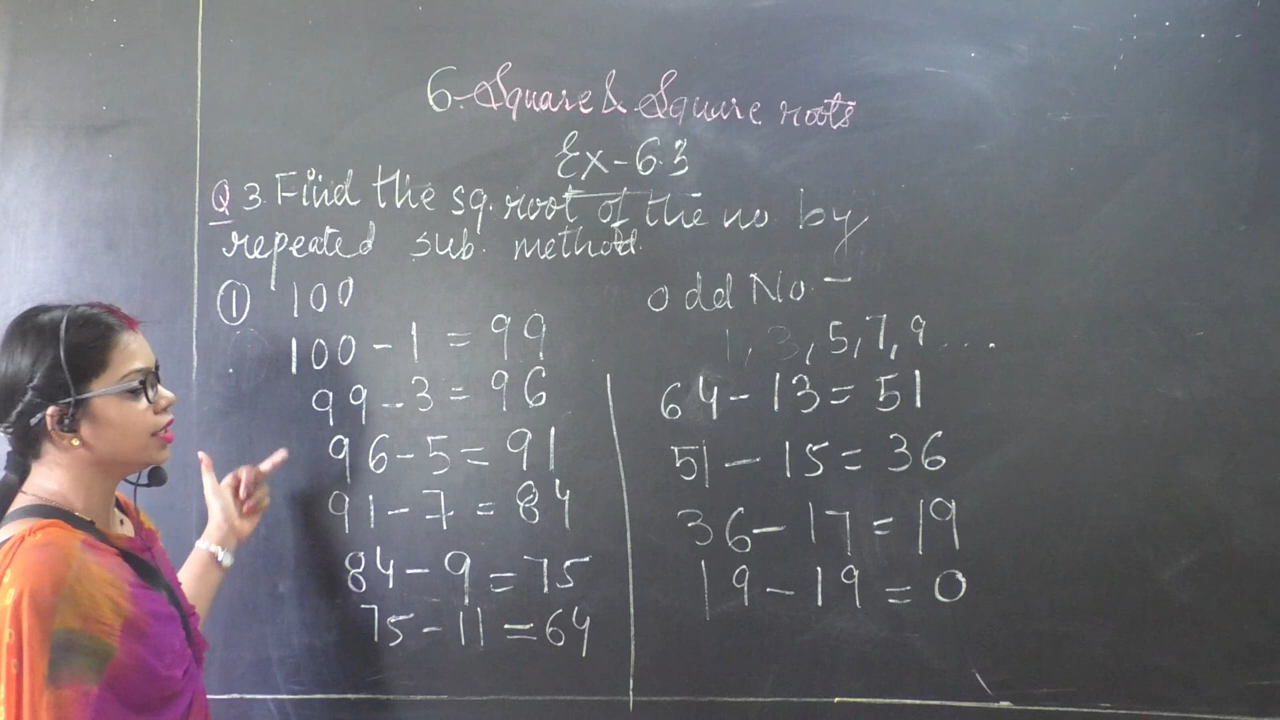 6. Square & Square roots
Ex-6.3
Q 3. Find the sq. root of the no by
repeated sub. method.
① 100
100 - 1 = 99
99 - 3 = 96
96 - 5 = 91
91 - 7 = 84
84 - 9 = 75
75 - 11 = 64
odd No. -
1, 3, 5, 7, 9 ....
64 - 13 = 51
51 - 15 = 36
36 - 17 = 19
19 - 19 = 0